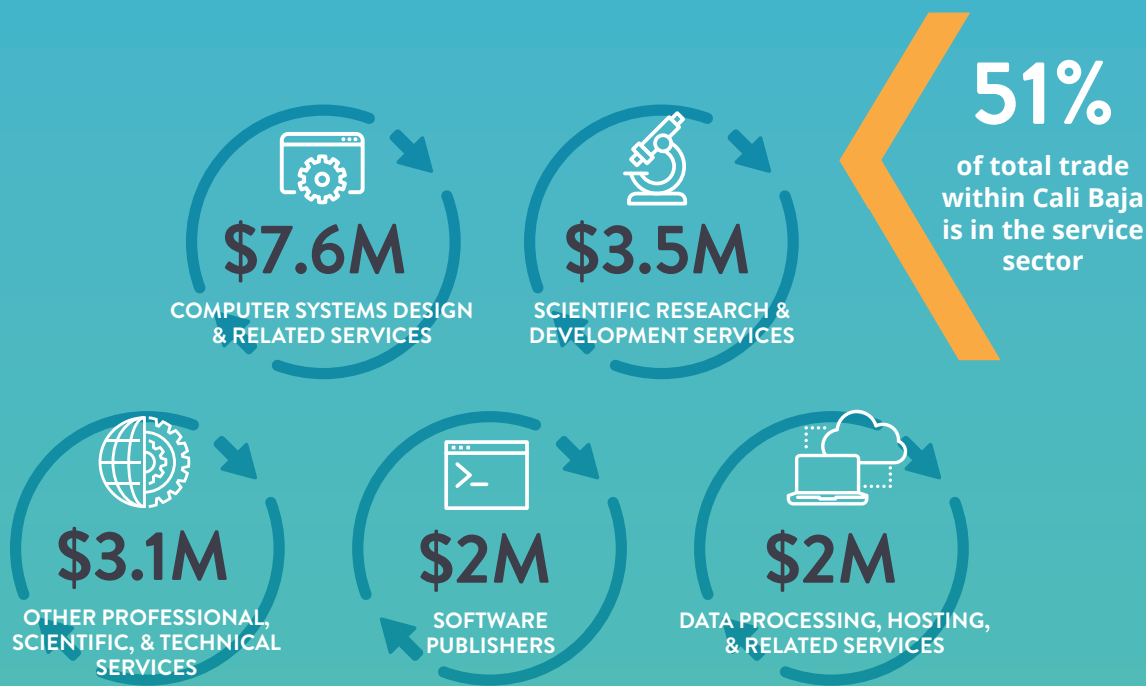 51%
of total trade
within Cali Baja
is in the service
sector
$7.6M
COMPUTER SYSTEMS DESIGN
& RELATED SERVICES
$3.5M
SCIENTIFIC RESEARCH &
DEVELOPMENT SERVICES
$3.1M
OTHER PROFESSIONAL,
SCIENTIFIC, & TECHNICAL
SERVICES
$2M
SOFTWARE
PUBLISHERS
$2M
DATA PROCESSING, HOSTING,
& RELATED SERVICES